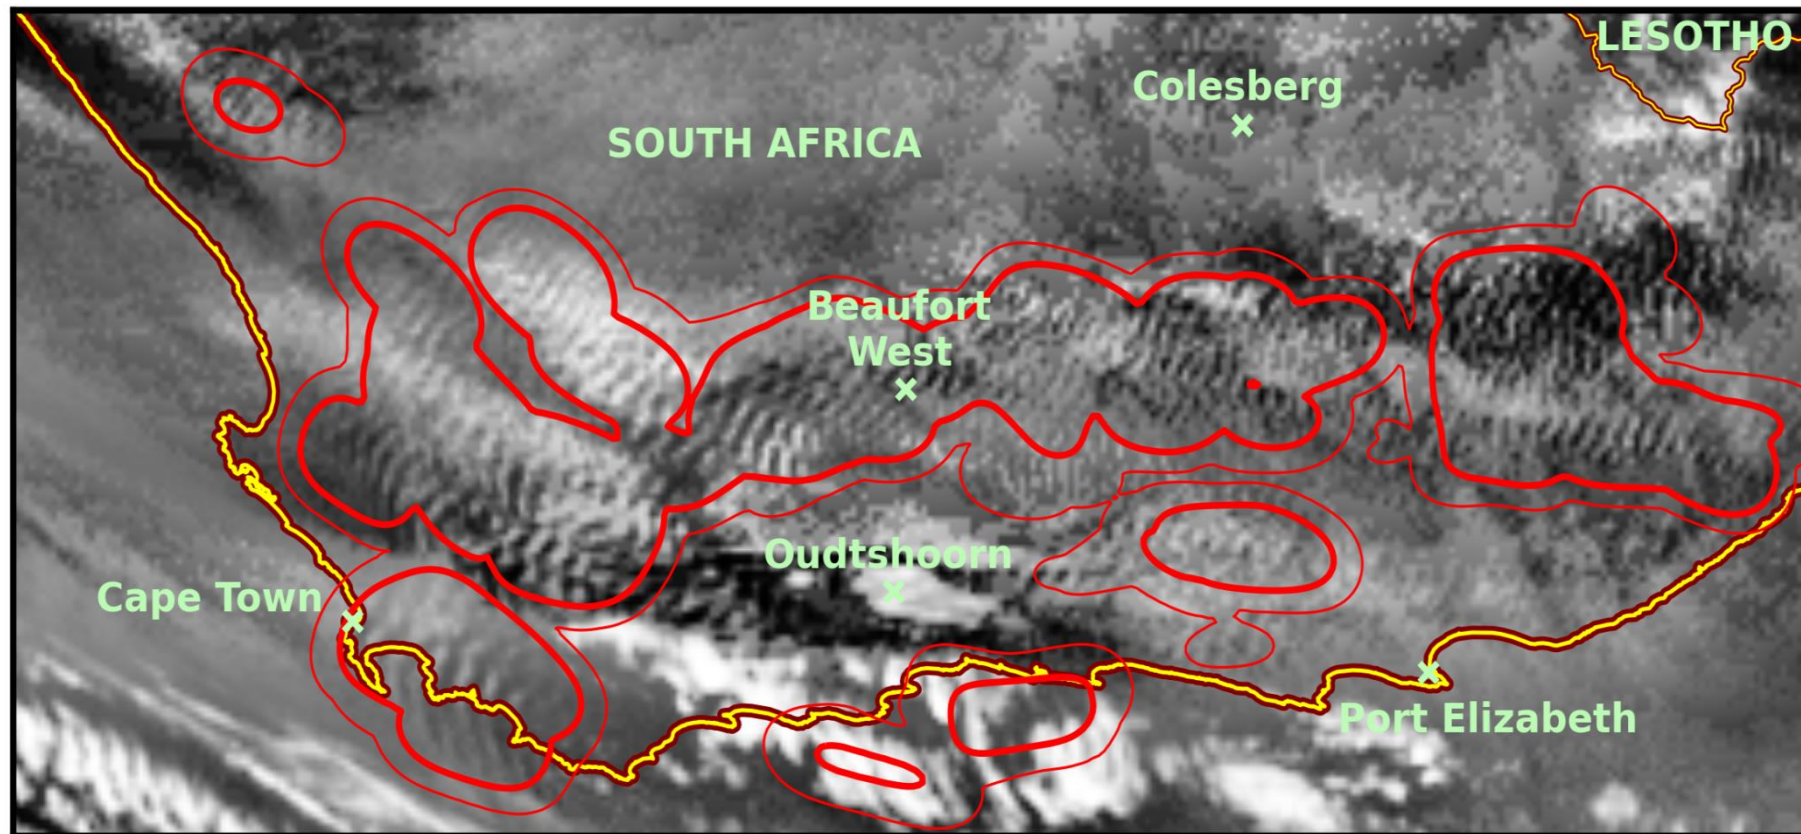 LESOTHO
Colesberg
SOUTH AFRICA
Beaufort
West
Oudtshoorn
Cape Town
Port Elizabeth